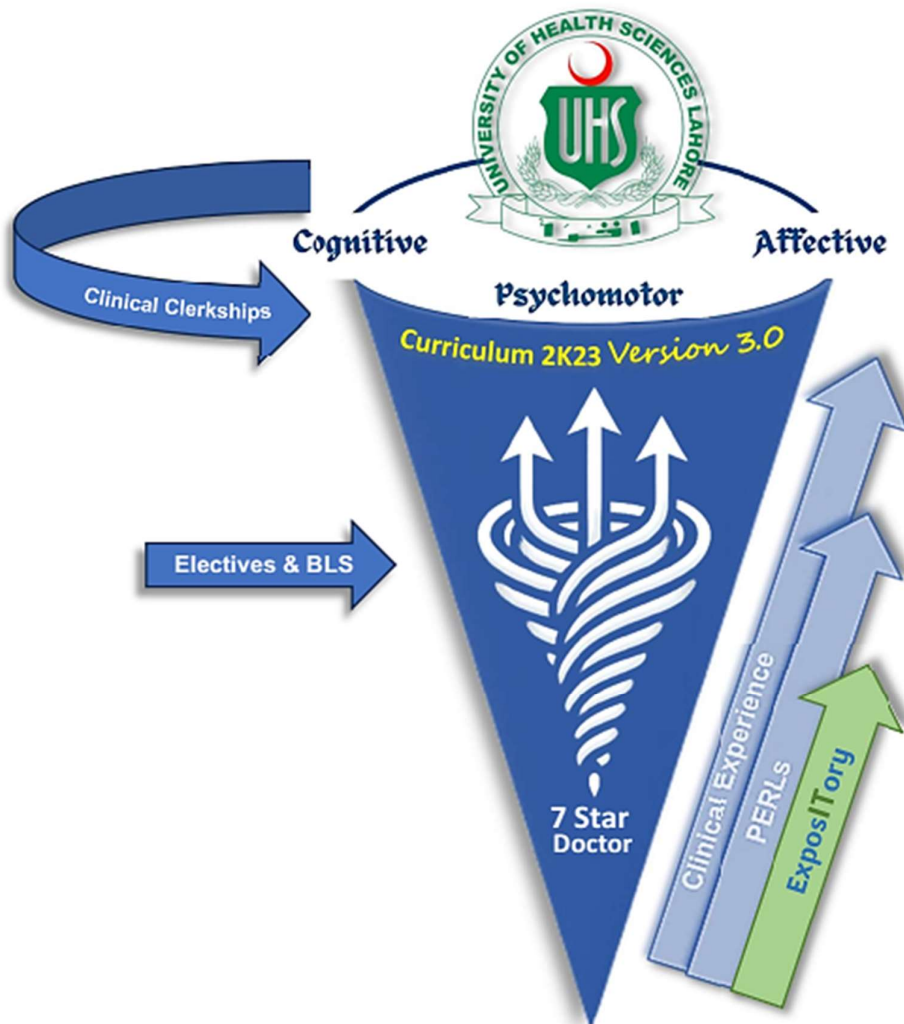 UNIVERSITY OF HEALTH SCIENCES LAHORE
UHS
Cognitive
Affective
Psychomotor
Clinical Clerkships
Curriculum 2K23 Version 3.0
Electives & BLS
7 Star
Doctor
Clinical Experience
PERLs
ExposITory